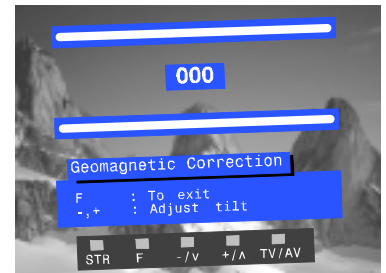 000
Geomagnetic Correction
F : To exit
-,+ : Adjust tilt
STR F -/v +/∧ TV/AV